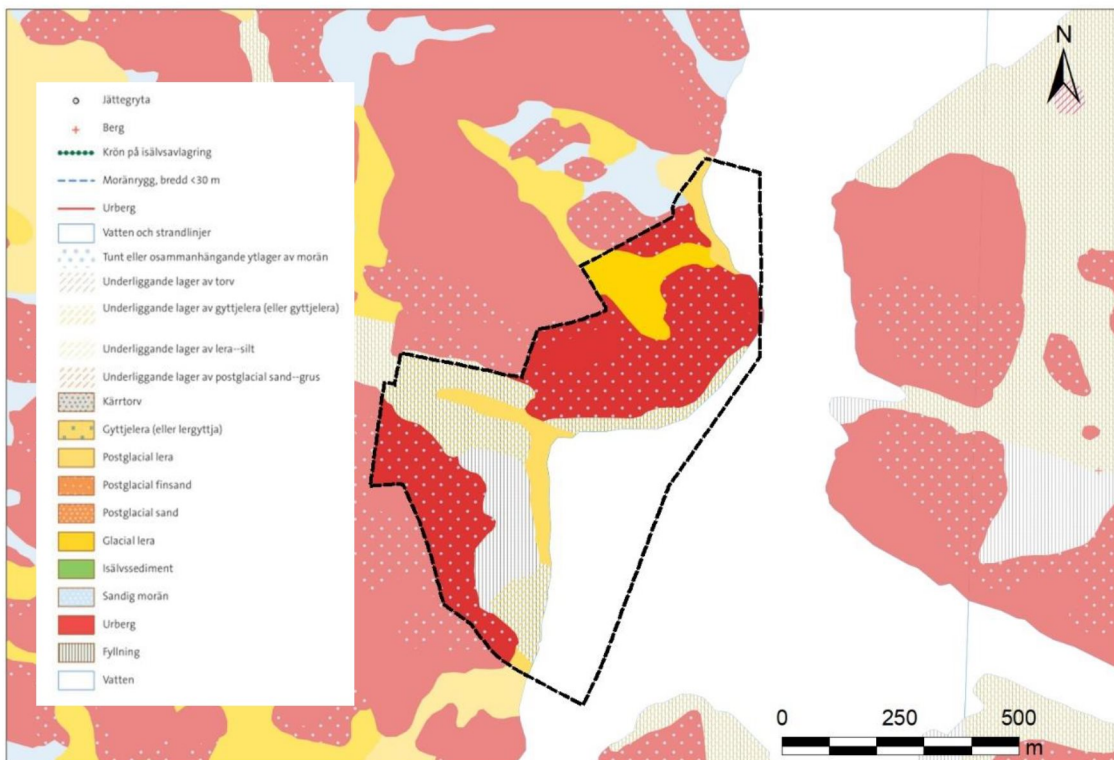 N
Jättegryta
Berg
Krön på isälvsavlagring
Moränrygg, bredd <30 m
Urberg
Vatten och strandlinjer
Tunt eller osammanhängande ytlager av morän
Underliggande lager av torv
Underliggande lager av gyttjelera (eller gyttjelera)
Underliggande lager av lera--silt
Underliggande lager av postglacial sand--grus
Kärrtorv
Gyttjelera (eller lergyttja)
Postglacial lera
Postglacial finsand
Postglacial sand
Glacial lera
Isälvssediment
Sandig morän
Urberg
Fyllning
Vatten
0 250 500
m